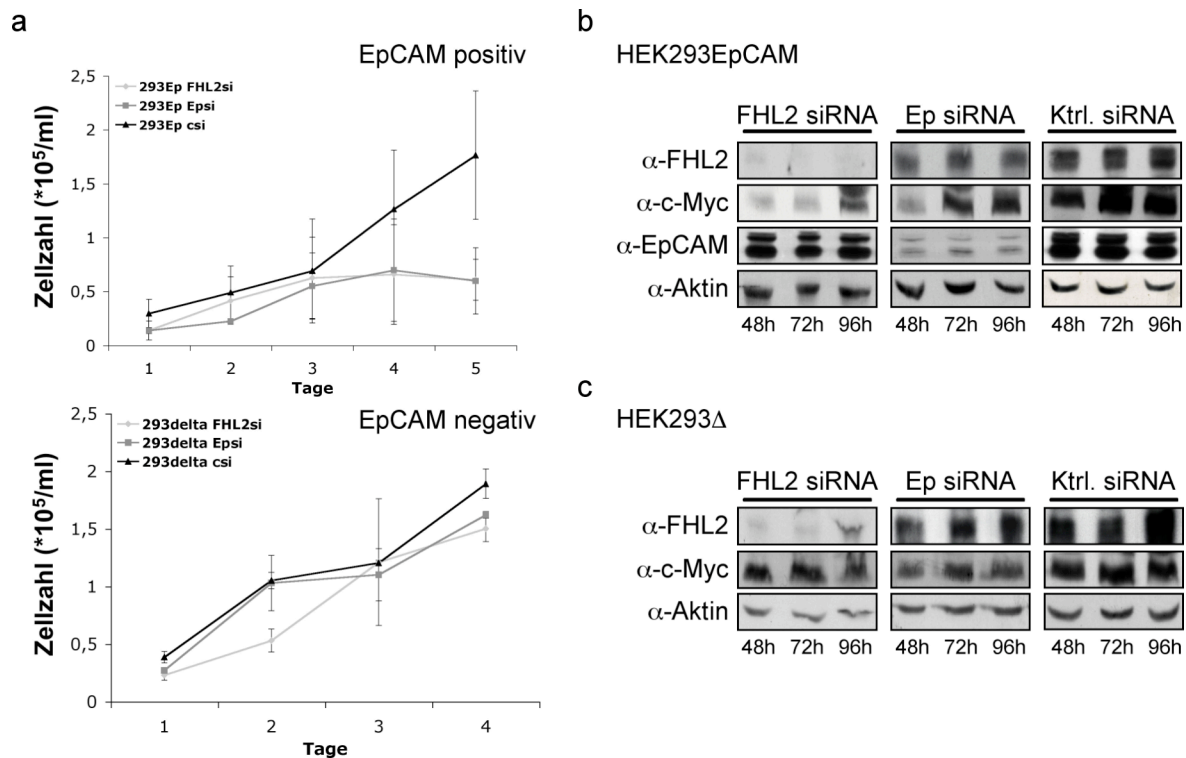 a
EpCAM positiv
293Ep FHL2si
293Ep Epsi
293Ep csi
Zellzahl (*10⁵/ml)
2,5
2
1,5
1
0,5
0
1 2 3 4 5
Tage
EpCAM negativ
293delta FHL2si
293delta Epsi
293delta csi
Zellzahl (*10⁵/ml)
2,5
2
1,5
1
0,5
0
1 2 3 4
Tage
b
HEK293EpCAM
FHL2 siRNA Ep siRNA Ktrl. siRNA
α-FHL2
α-c-Myc
α-EpCAM
α-Aktin
48h 72h 96h 48h 72h 96h 48h 72h 96h
c
HEK293Δ
FHL2 siRNA Ep siRNA Ktrl. siRNA
α-FHL2
α-c-Myc
α-Aktin
48h 72h 96h 48h 72h 96h 48h 72h 96h